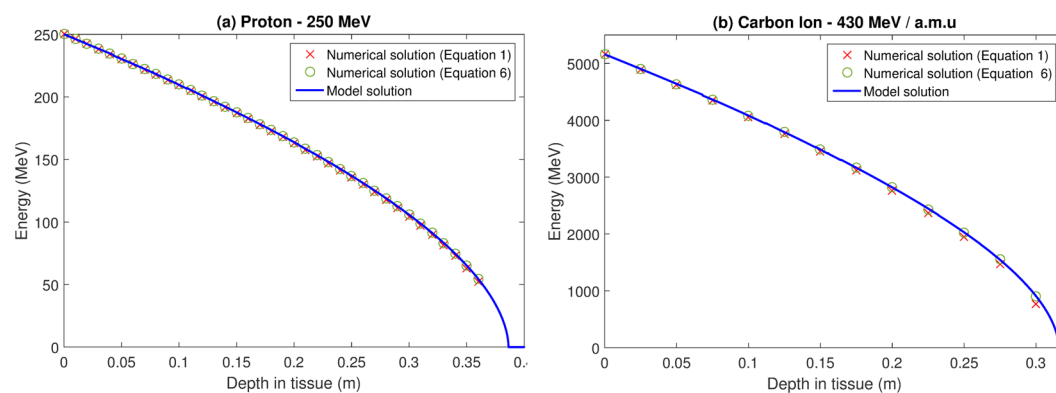 (a) Proton - 250 MeV
Numerical solution (Equation 1)
Numerical solution (Equation 6)
Model solution
250
200
150
100
50
0
Energy (MeV)
0
0.05
0.1
0.15
0.2
0.25
0.3
0.35
0.
Depth in tissue (m)
(b) Carbon Ion - 430 MeV / a.m.u
Numerical solution (Equation 1)
Numerical solution (Equation 6)
Model solution
5000
4000
3000
2000
1000
0
Energy (MeV)
0
0.05
0.1
0.15
0.2
0.25
0.3
Depth in tissue (m)